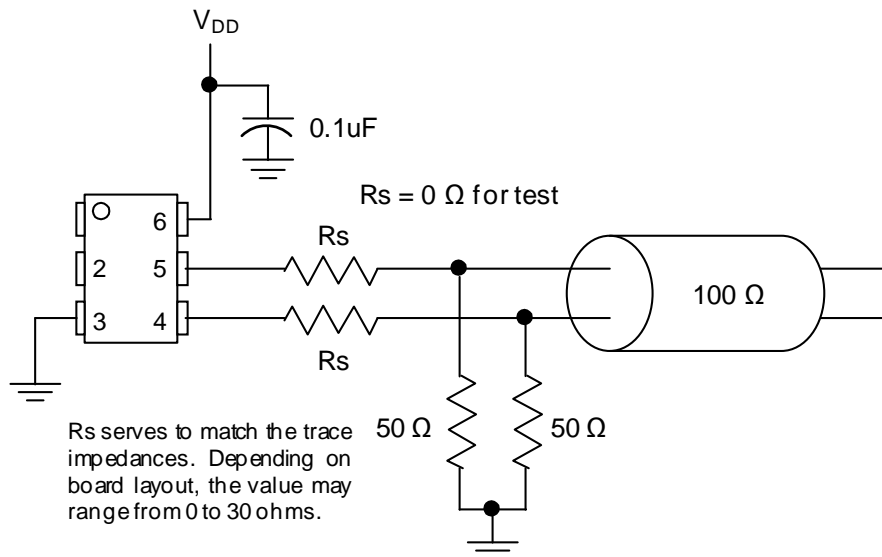 VDD
0.1uF
Rs = 0 Ω for test
6
Rs
2 5
100 Ω
3 4
Rs
50 Ω 50 Ω
Rs serves to match the trace
impedances. Depending on
board layout, the value may
range from 0 to 30 ohms.